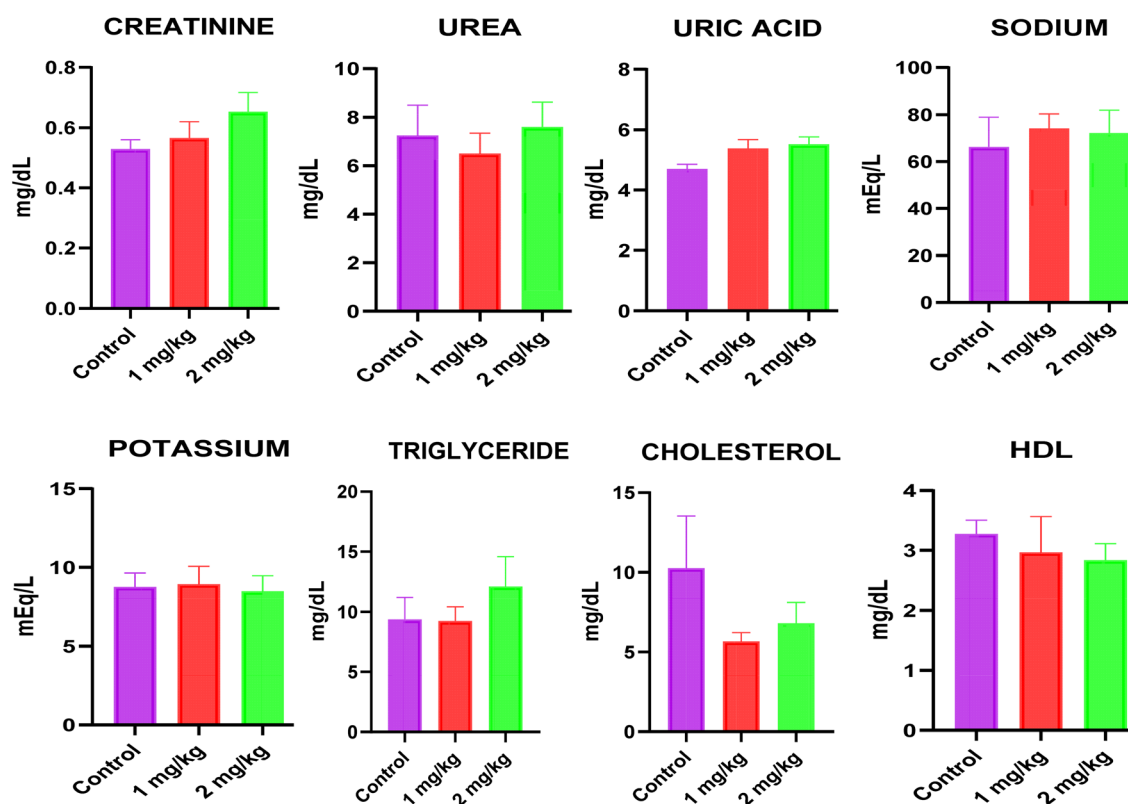 CREATININE
mg/dL
0.8
0.6
0.4
0.2
0.0
Control
1 mg/kg
2 mg/kg
UREA
mg/dL
10
8
6
4
2
0
Control
1 mg/kg
2 mg/kg
URIC ACID
mg/dL
8
6
4
2
0
Control
1 mg/kg
2 mg/kg
SODIUM
mEq/L
100
80
60
40
20
0
Control
1 mg/kg
2 mg/kg
POTASSIUM
mEq/L
15
10
5
0
Control
1 mg/kg
2 mg/kg
TRIGLYCERIDE
mg/dL
20
15
10
5
0
Control
1 mg/kg
2 mg/kg
CHOLESTEROL
mg/dL
15
10
5
0
Control
1 mg/kg
2 mg/kg
HDL
mg/dL
4
3
2
1
0
Control
1 mg/kg
2 mg/kg